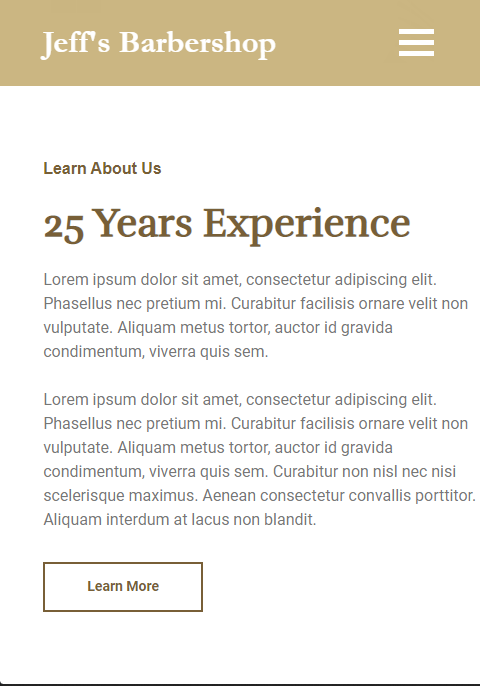 Jeff's Barbershop
Learn About Us
25 Years Experience
Lorem ipsum dolor sit amet, consectetur adipiscing elit.
Phasellus nec pretium mi. Curabitur facilisis ornare velit non
vulputate. Aliquam metus tortor, auctor id gravida
condimentum, viverra quis sem.
Lorem ipsum dolor sit amet, consectetur adipiscing elit.
Phasellus nec pretium mi. Curabitur facilisis ornare velit non
vulputate. Aliquam metus tortor, auctor id gravida
condimentum, viverra quis sem. Curabitur non nisl nec nisi
scelerisque maximus. Aenean consectetur convallis porttitor.
Aliquam interdum at lacus non blandit.
Learn More